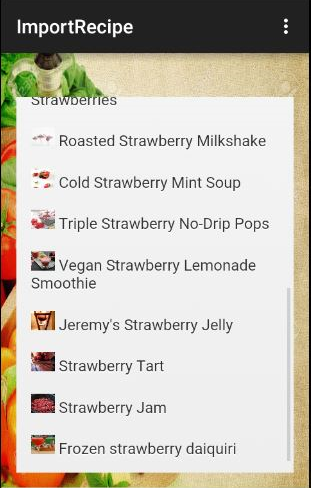 ImportRecipe
Strawberries
Roasted Strawberry Milkshake
Cold Strawberry Mint Soup
Triple Strawberry No-Drip Pops
Vegan Strawberry Lemonade
Smoothie
Jeremy's Strawberry Jelly
Strawberry Tart
Strawberry Jam
Frozen strawberry daiquiri